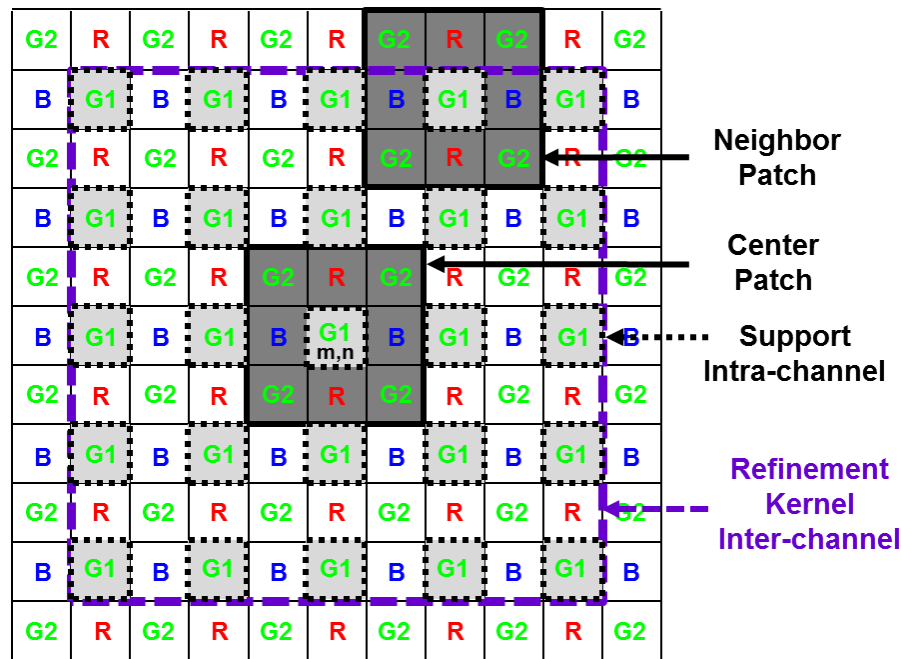 G2 R G2 R G2 R G2 R G2 R G2
B G1 B G1 B G1 B G1 B G1 B
G2 R G2 R G2 R G2 R G2 R G2
B G1 B G1 B G1 B G1 B G1 B
G2 R G2 R G2 R G2 R G2 R G2
B G1 B G1 B G1 B G1 B G1 B
m,n
G2 R G2 R G2 R G2 R G2 R G2
B G1 B G1 B G1 B G1 B G1 B
G2 R G2 R G2 R G2 R G2 R G2
B G1 B G1 B G1 B G1 B G1 B
G2 R G2 R G2 R G2 R G2 R G2
Neighbor
Patch
Center
Patch
Support
Intra-channel
Refinement
Kernel
Inter-channel